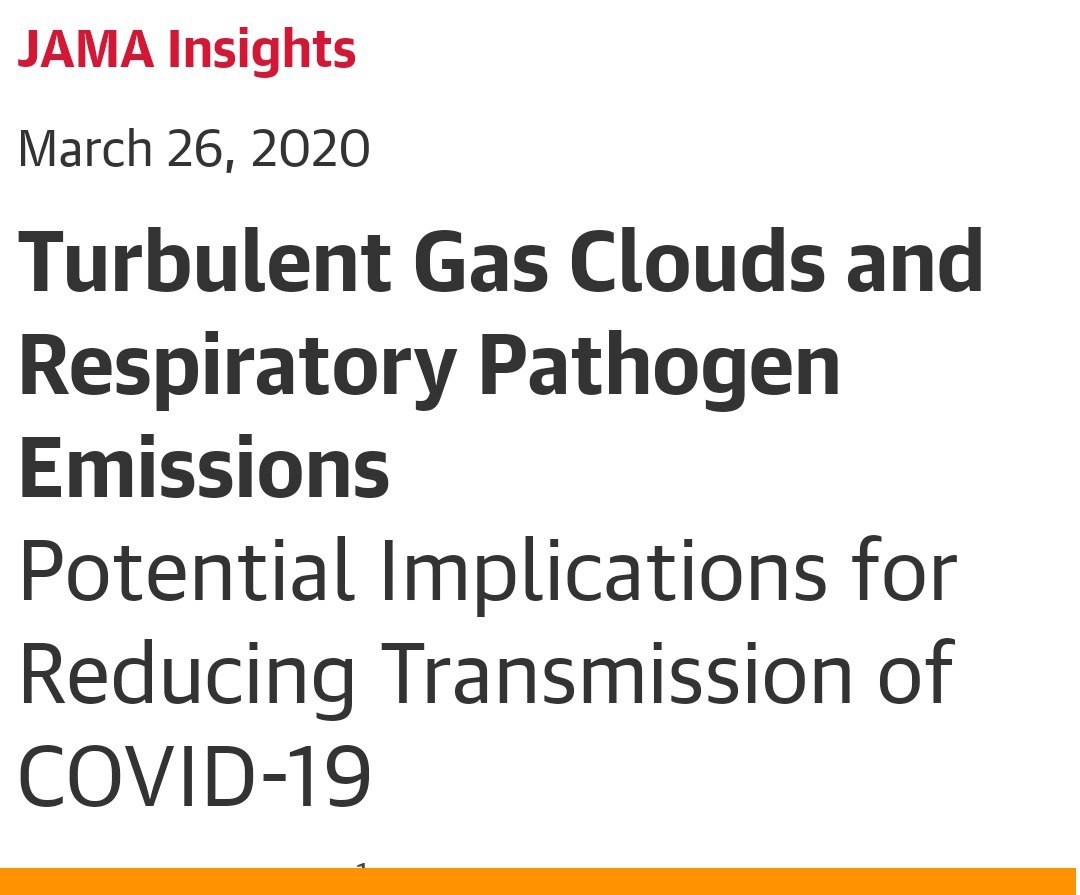 JAMA Insights
March 26, 2020
Turbulent Gas Clouds and
Respiratory Pathogen
Emissions
Potential Implications for
Reducing Transmission of
COVID-19